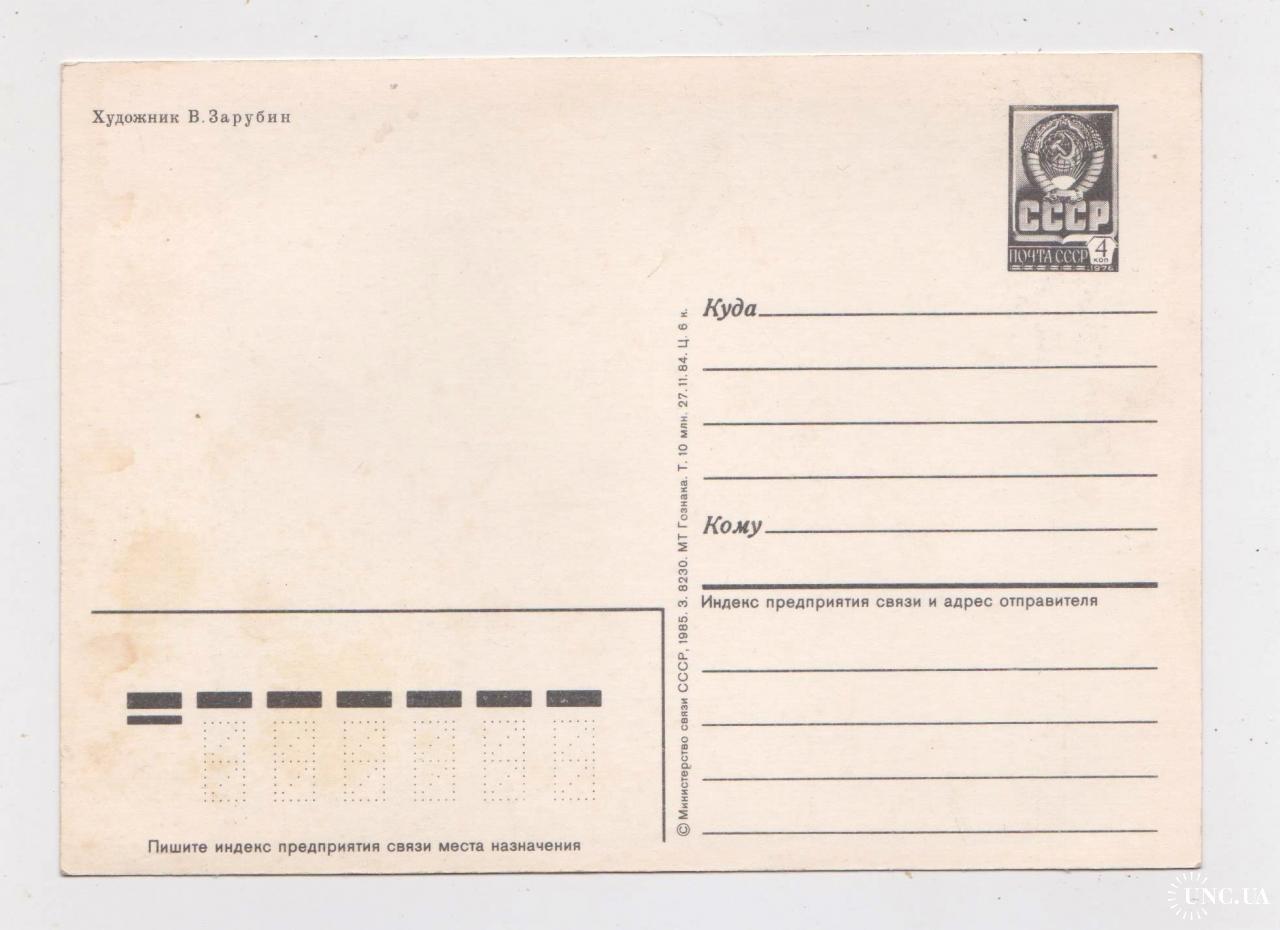 Художник В. Зарубин
СССР
ПОЧТА СССР
4
КОП
1976
Куда
Кому
Индекс предприятия связи и адрес отправителя
© Министерство связи СССР, 1985. З. 8230. МТ Гознака. Т. 10 млн. 27.11.84. Ц. 6 к.
Пишите индекс предприятия связи места назначения
UNC.UA